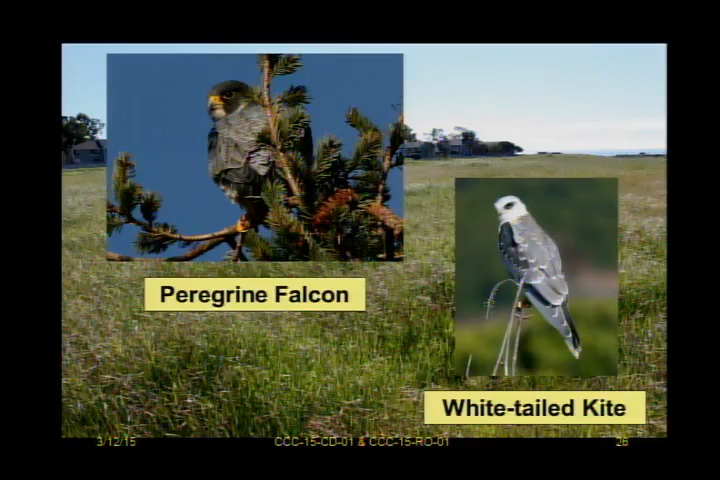 Peregrine Falcon
White-tailed Kite
3/12/15 CCC-15-CD-01 & CCC-15-RO-01 26